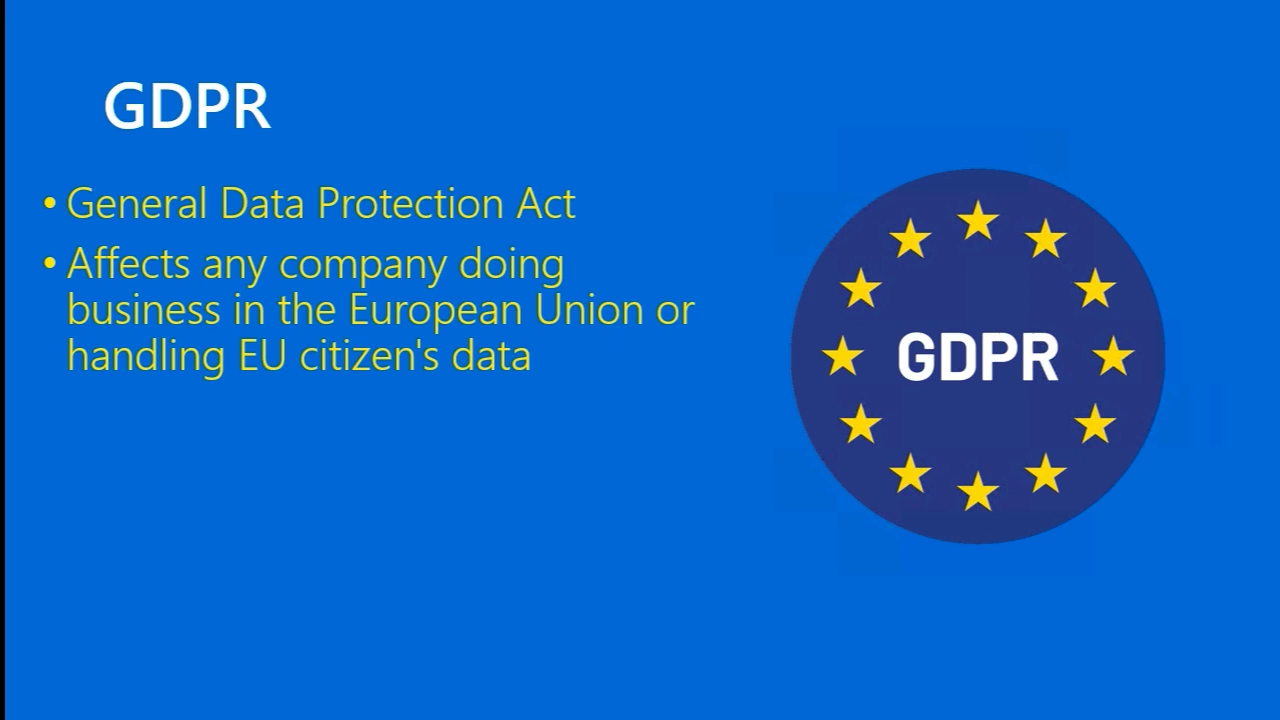 GDPR
• General Data Protection Act
• Affects any company doing
business in the European Union or
handling EU citizen's data
GDPR